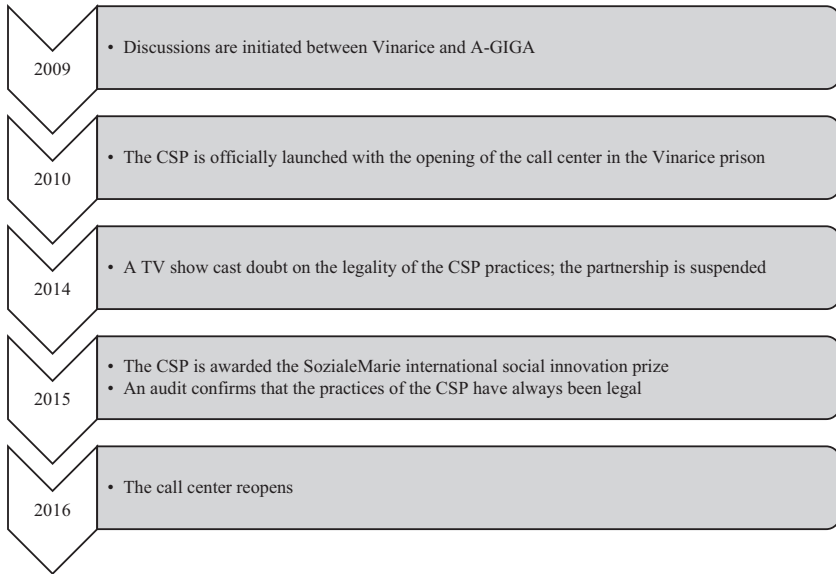 2009
• Discussions are initiated between Vinarice and A-GIGA
2010
• The CSP is officially launched with the opening of the call center in the Vinarice prison
2014
• A TV show cast doubt on the legality of the CSP practices; the partnership is suspended
2015
• The CSP is awarded the SozialeMarie international social innovation prize
• An audit confirms that the practices of the CSP have always been legal
2016
• The call center reopens